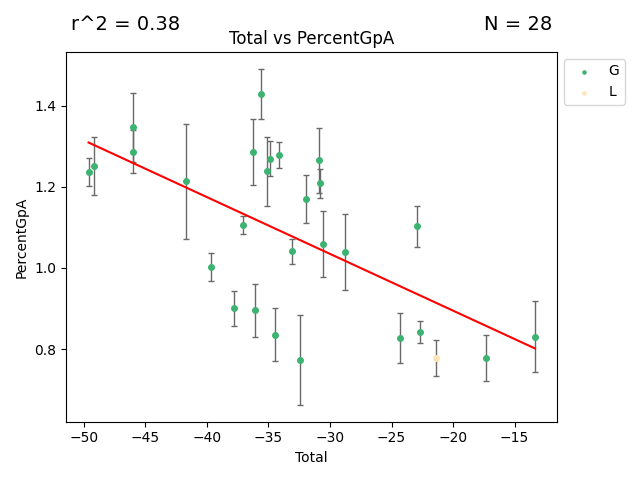 r^2 = 0.38
N = 28
Total vs PercentGpA
G
L
1.4
1.2
1.0
0.8
PercentGpA
−50
−45
−40
−35
−30
−25
−20
−15
Total